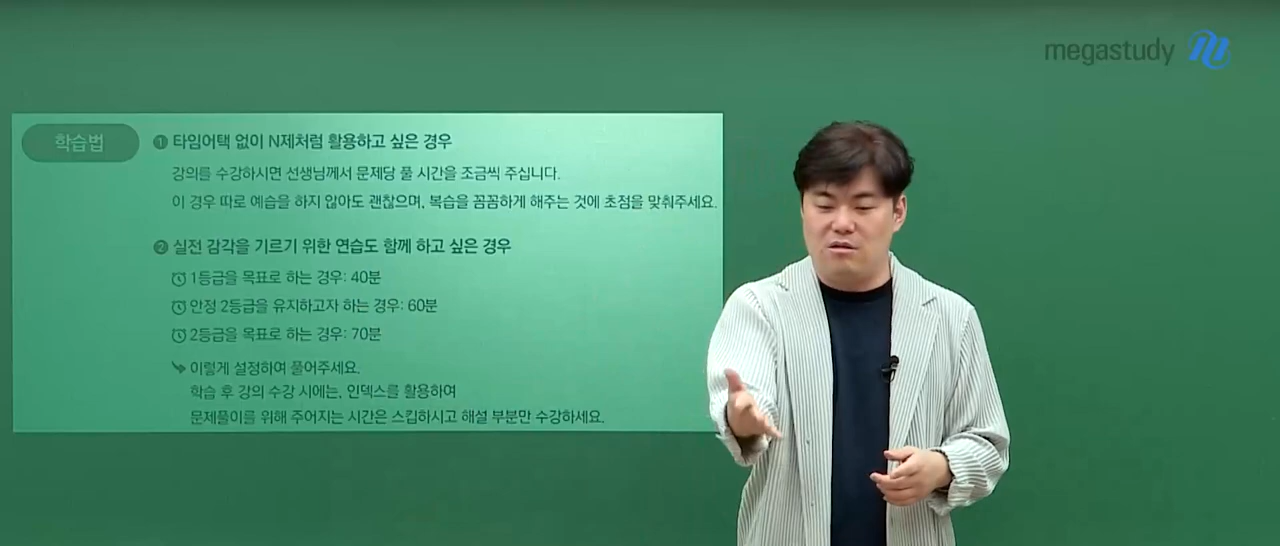 megastudy
학습법
1 타임어택 없이 N제처럼 활용하고 싶은 경우
강의를 수강하시면 선생님께서 문제당 풀 시간을 조금씩 주십니다.
이 경우 따로 예습을 하지 않아도 괜찮으며, 복습을 꼼꼼하게 해주는 것에 초점을 맞춰주세요.
2 실전 감각을 기르기 위한 연습도 함께 하고 싶은 경우
1등급을 목표로 하는 경우: 40분
안정 2등급을 유지하고자 하는 경우: 60분
2등급을 목표로 하는 경우: 70분
이렇게 설정하여 풀어주세요.
학습 후 강의 수강 시에는, 인덱스를 활용하여
문제풀이를 위해 주어지는 시간은 스킵하시고 해설 부분만 수강하세요.